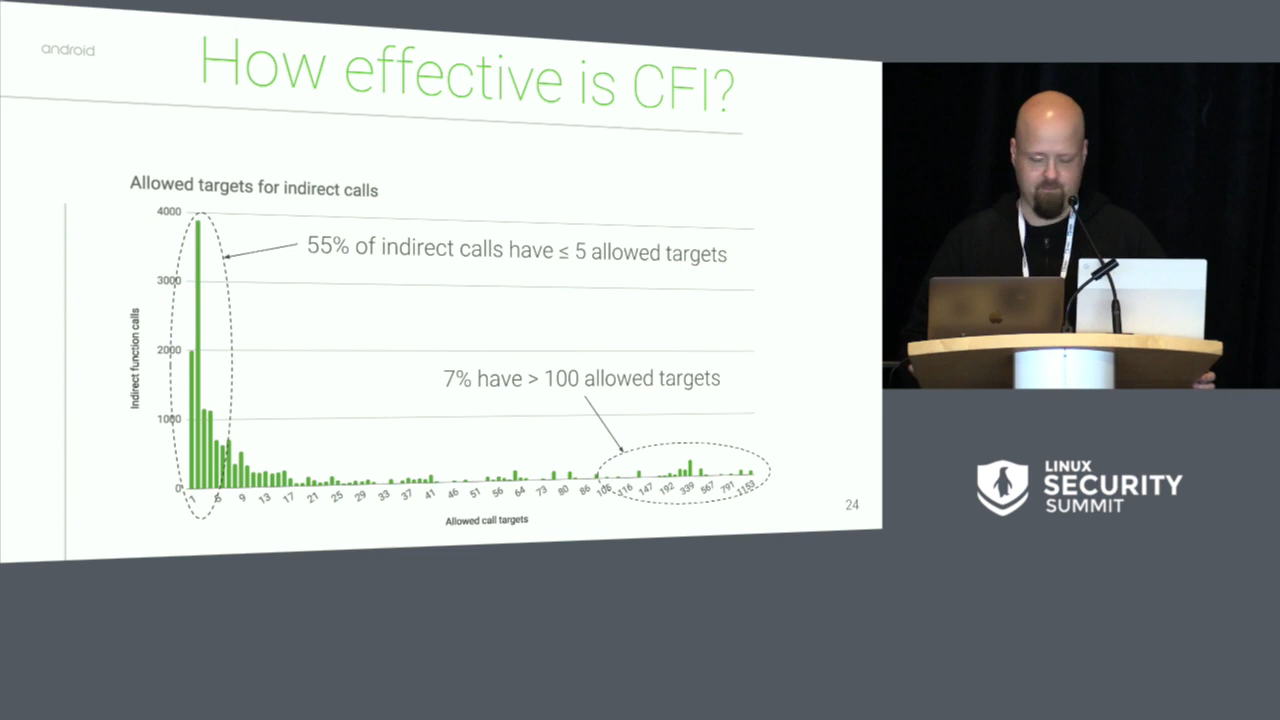 android
How effective is CFI?
Allowed targets for indirect calls
4000
55% of indirect calls have ≤ 5 allowed targets
3000
2000
7% have > 100 allowed targets
1000
0
Indirect function calls
1 5 9 13 17 21 25 29 33 37 41 46 51 56 64 73 80 86 105 116 147 192 339 567 791 1153
Allowed call targets
24
LINUX
SECURITY
SUMMIT